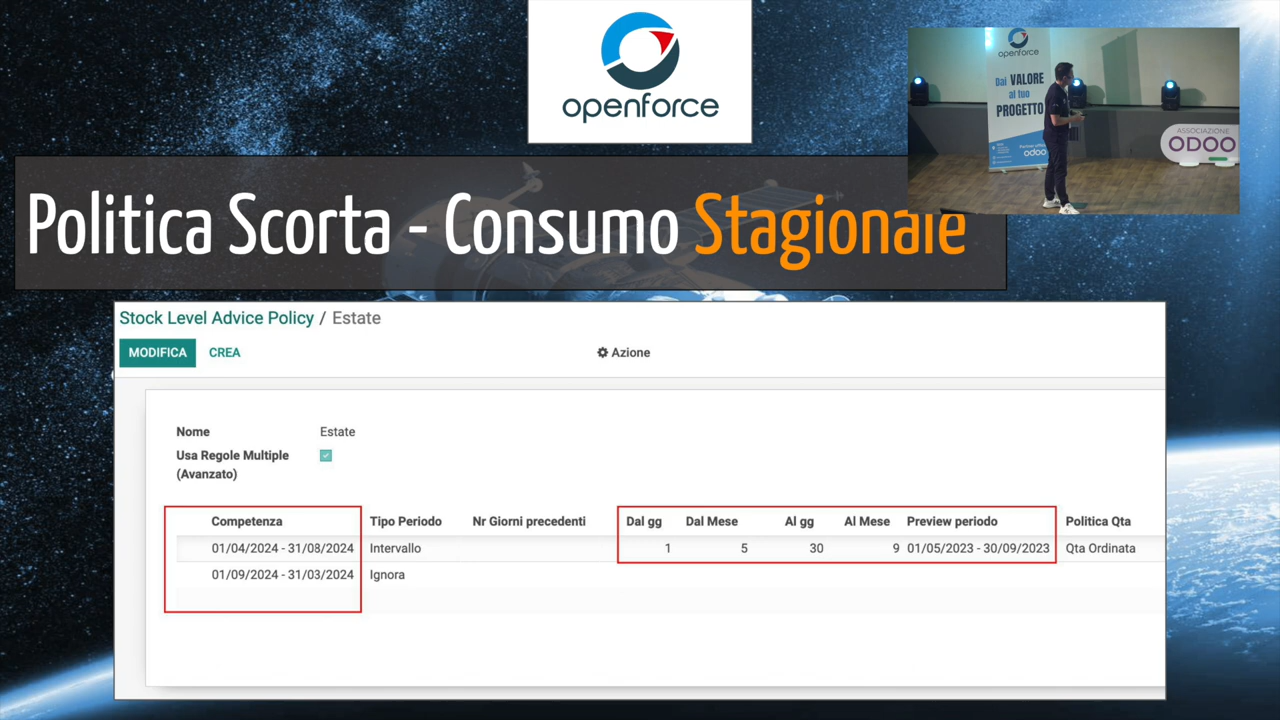 openforce
openforce
Dai VALORE
al tuo
PROGETTO
odoo
ASSOCIAZIONE
ODOO
Politica Scorta - Consumo Stagionale
Stock Level Advice Policy / Estate
MODIFICA CREA Azione
Nome Estate
Usa Regole Multiple
(Avanzato)
Competenza Tipo Periodo Nr Giorni precedenti Dal gg Dal Mese Al gg Al Mese Preview periodo Politica Qta
01/04/2024 - 31/08/2024 Intervallo 1 5 30 9 01/05/2023 - 30/09/2023 Qta Ordinata
01/09/2024 - 31/03/2024 Ignora